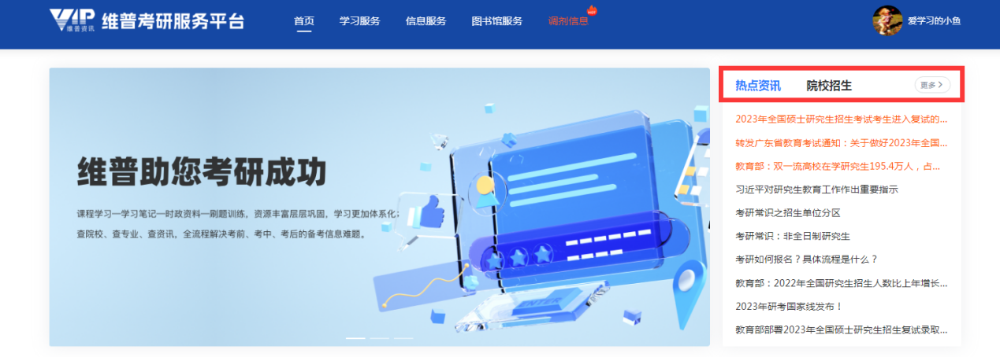 VIP 维普资讯 维普考研服务平台 首页 学习服务 信息服务 图书馆服务 调剂信息 HOT 爱学习的小鱼
维普助您考研成功
课程学习—学习笔记—时政资料—刷题训练，资源丰富层层巩固，学习更加体系化；
查院校、查专业、查资讯，全流程解决考前、考中、考后的备考信息难题。
ENTER
热点资讯 院校招生 更多
2023年全国硕士研究生招生考试考生进入复试的...
转发广东省教育考试通知：关于做好2023年全国...
教育部：双一流高校在学研究生195.4万人，占...
习近平对研究生教育工作作出重要指示
考研常识之招生单位分区
考研常识：非全日制研究生
考研如何报名？具体流程是什么？
教育部：2022年全国研究生招生人数比上年增长...
2023年研考国家线发布！
教育部部署2023年全国硕士研究生招生复试录取...